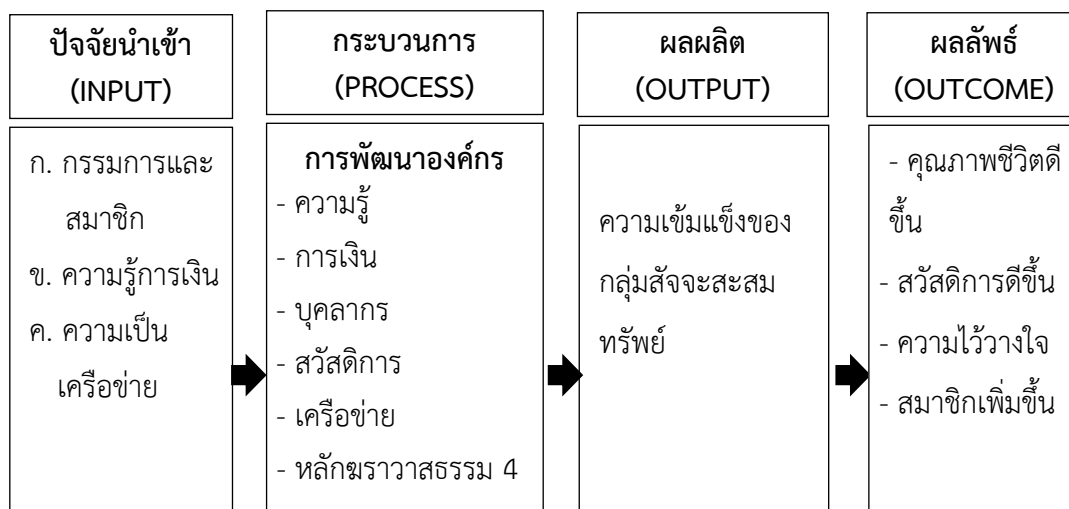 ปัจจัยนำเข้า
(INPUT)
ก. กรรมการและ
สมาชิก
ข. ความรู้การเงิน
ค. ความเป็น
เครือข่าย
กระบวนการ
(PROCESS)
การพัฒนาองค์กร
- ความรู้
- การเงิน
- บุคลากร
- สวัสดิการ
- เครือข่าย
- หลักฆราวาสธรรม 4
ผลผลิต
(OUTPUT)
ความเข้มแข็งของ
กลุ่มสัจจะสะสม
ทรัพย์
ผลลัพธ์
(OUTCOME)
- คุณภาพชีวิตดี
ขึ้น
- สวัสดิการดีขึ้น
- ความไว้วางใจ
- สมาชิกเพิ่มขึ้น